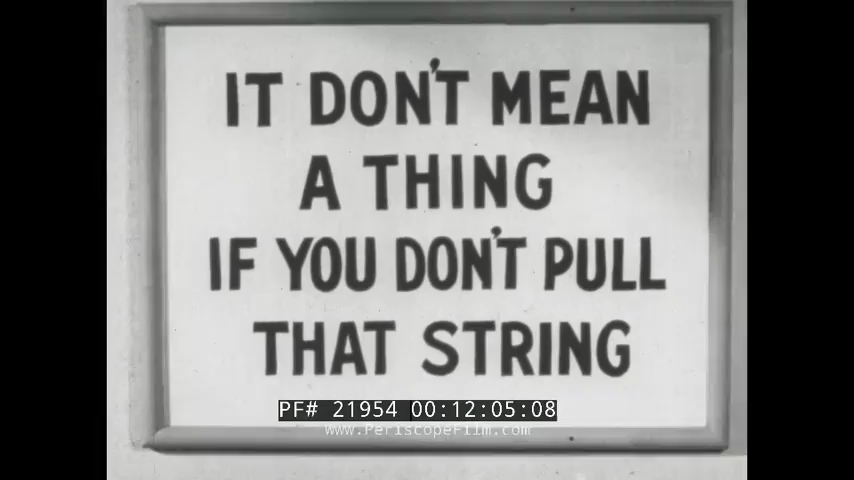 IT DON'T MEAN
A THING
IF YOU DON'T PULL
THAT STRING
PF# 21954 00:12:05:08
www.PeriscopeFilm.com